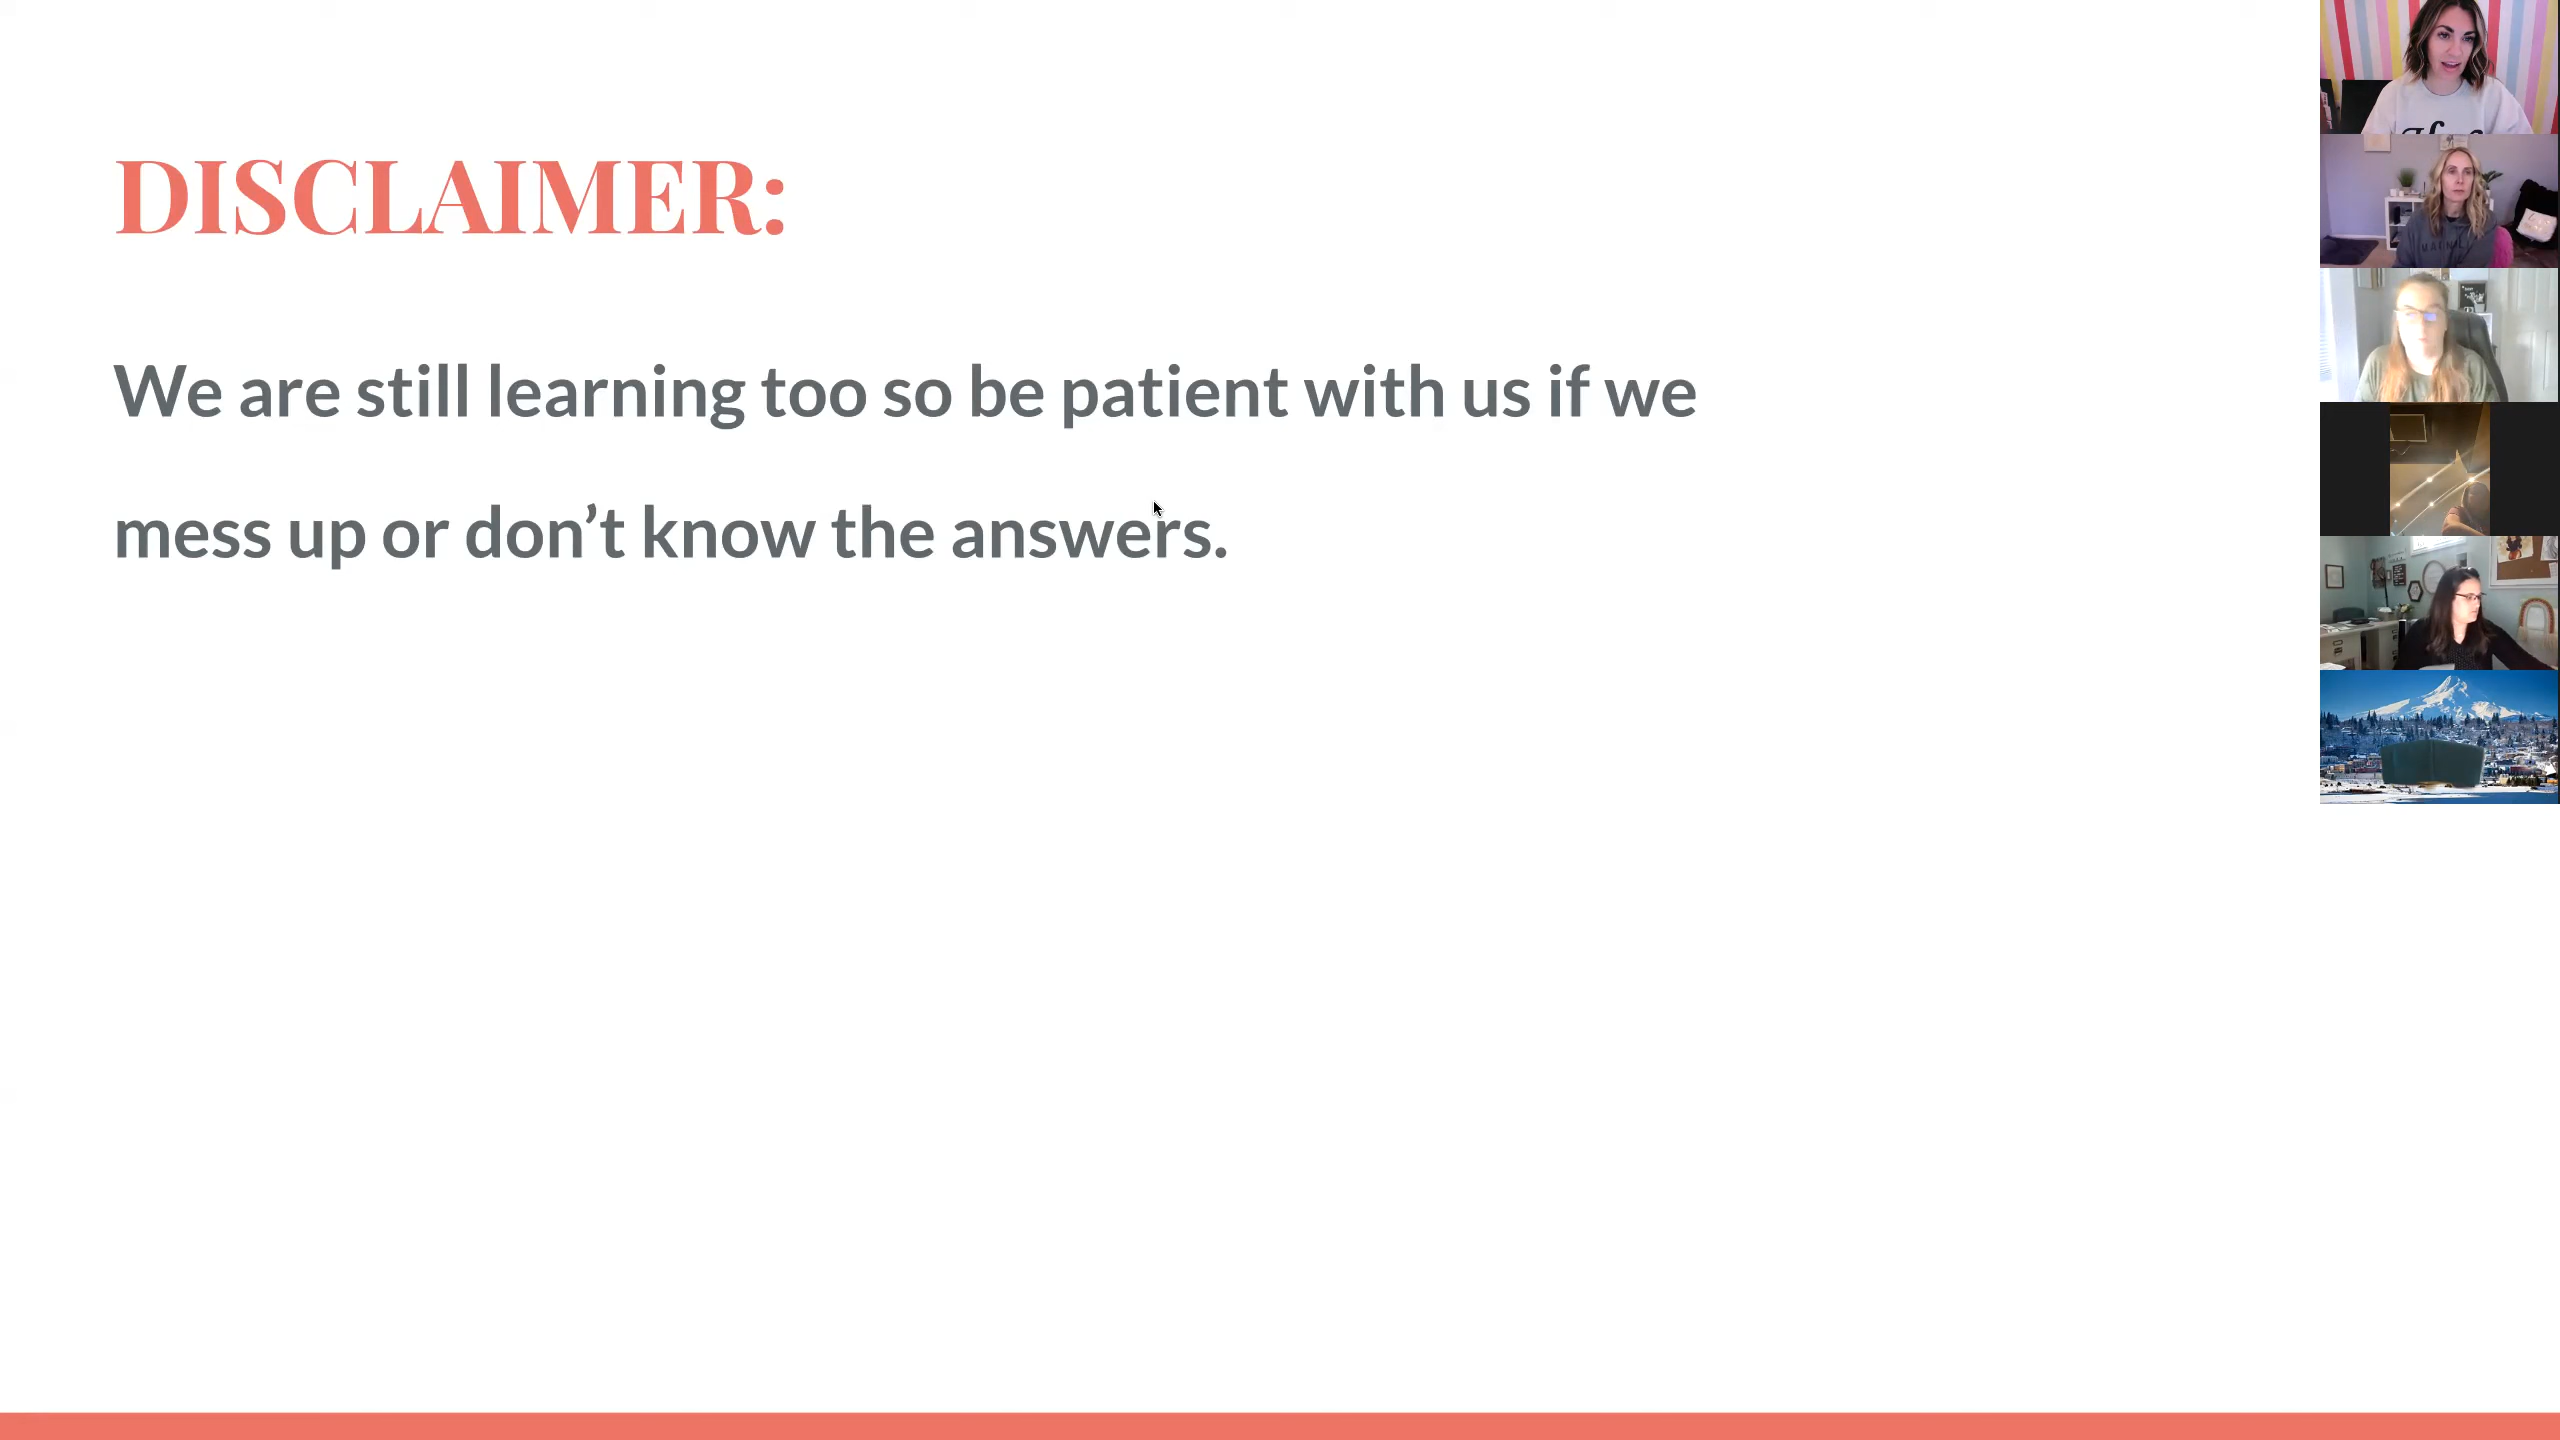 DISCLAIMER:
We are still learning too so be patient with us if we
mess up or don’t know the answers.